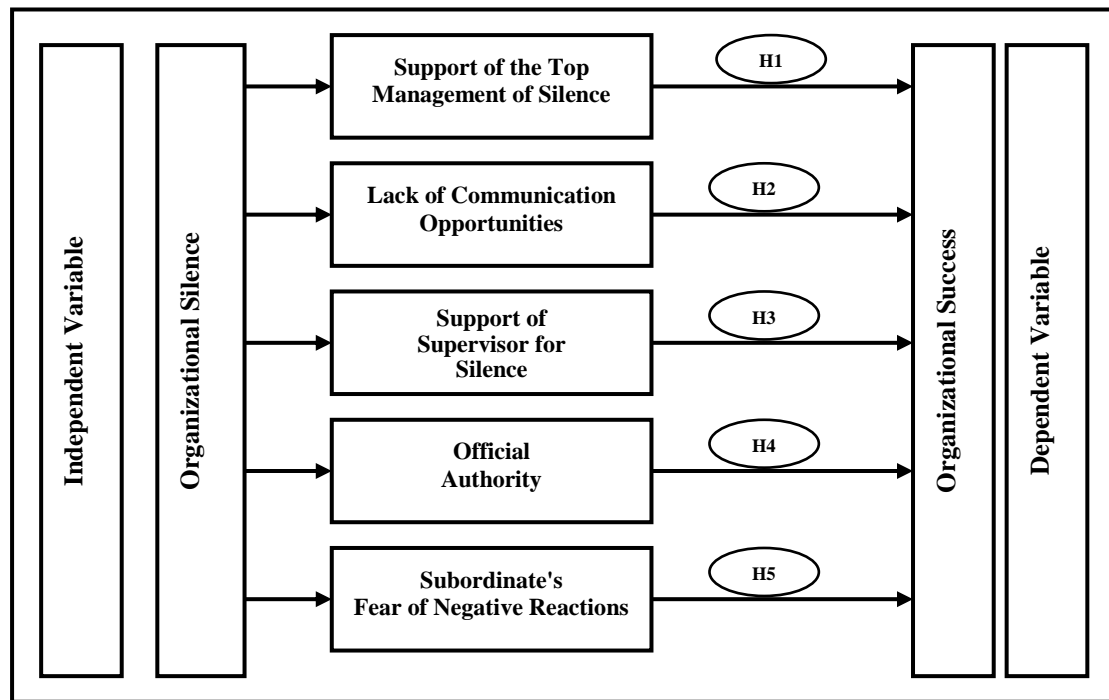 Independent Variable
Organizational Silence
Support of the Top
Management of Silence
H1
Lack of Communication
Opportunities
H2
Support of
Supervisor for
Silence
H3
Official
Authority
H4
Subordinate's
Fear of Negative Reactions
H5
Organizational Success
Dependent Variable